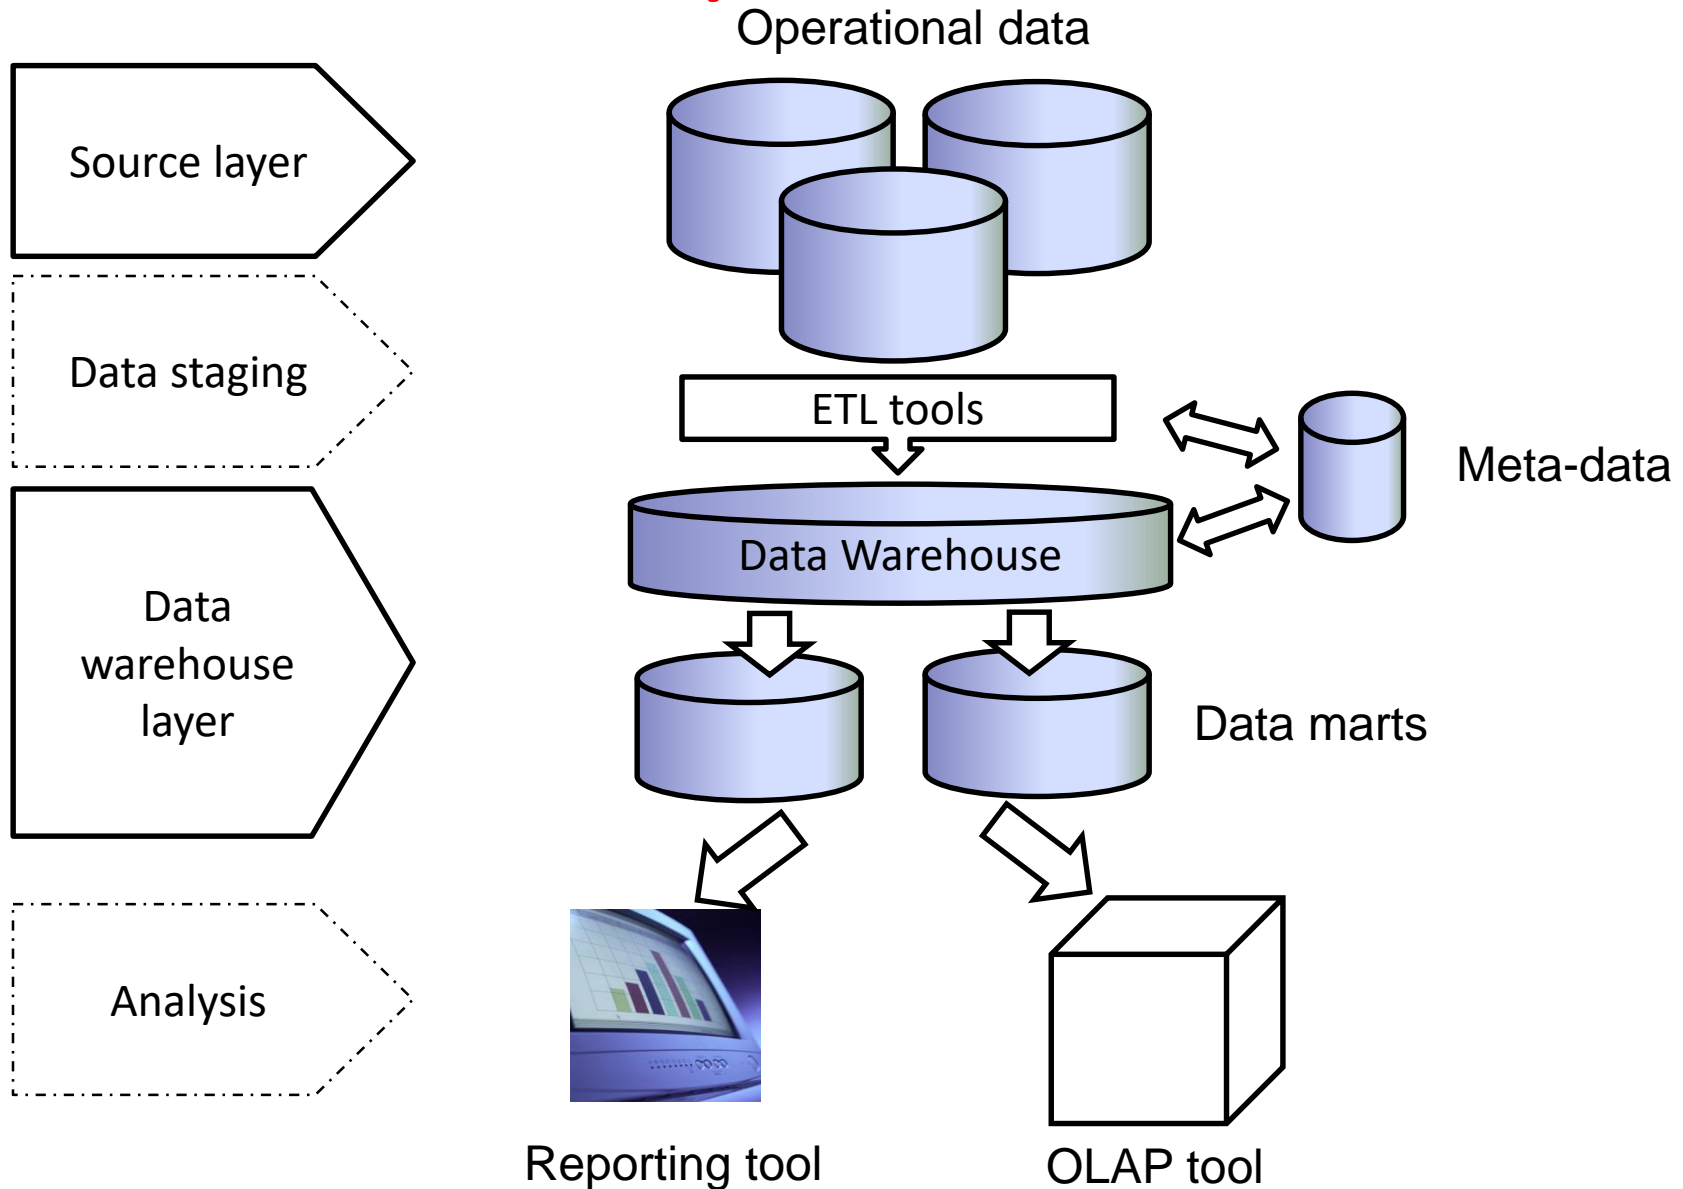 Operational data
Source layer
Data staging
ETL tools
Meta-data
Data Warehouse
Data
warehouse
layer
Data marts
Analysis
Reporting tool
OLAP tool